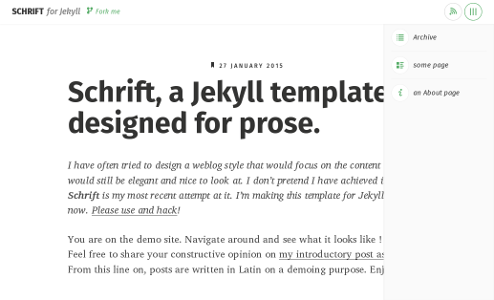 SCHRIFT for Jekyll Fork me
Archive
some page
an About page
27 JANUARY 2015
Schrift, a Jekyll template
designed for prose.
I have often tried to design a weblog style that would focus on the content
would still be elegant and nice to look at. I don't pretend I have achieved i
Schrift is my most recent attempt at it. I'm making this template for Jekyll
now. Please use and hack!
You are on the demo site. Navigate around and see what it looks like !
Feel free to share your constructive opinion on my introductory post as
From this line on, posts are written in Latin on a demoing purpose. Enj